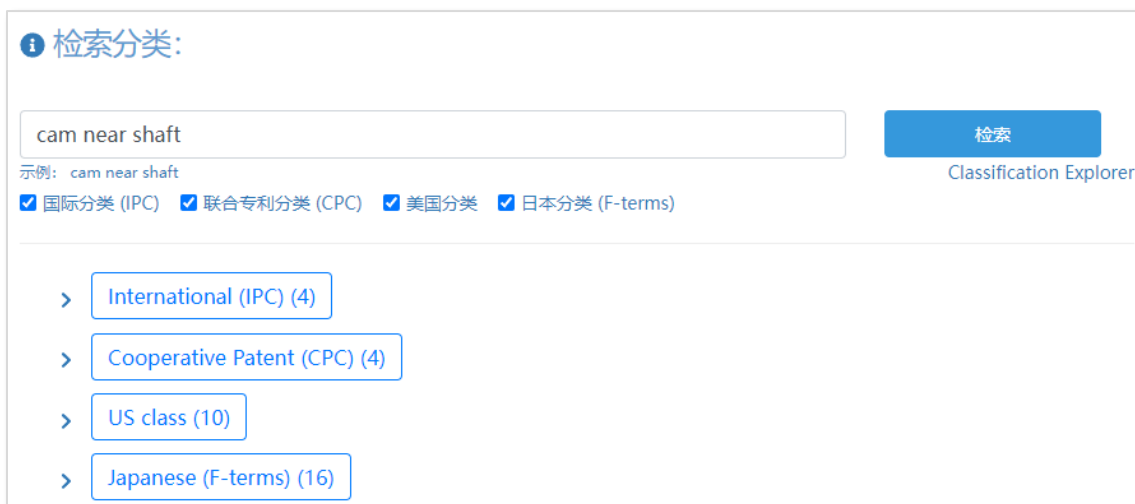 检索分类：
cam near shaft
检索
示例： cam near shaft
Classification Explorer
国际分类 (IPC) 联合专利分类 (CPC) 美国分类 日本分类 (F-terms)
International (IPC) (4)
Cooperative Patent (CPC) (4)
US class (10)
Japanese (F-terms) (16)